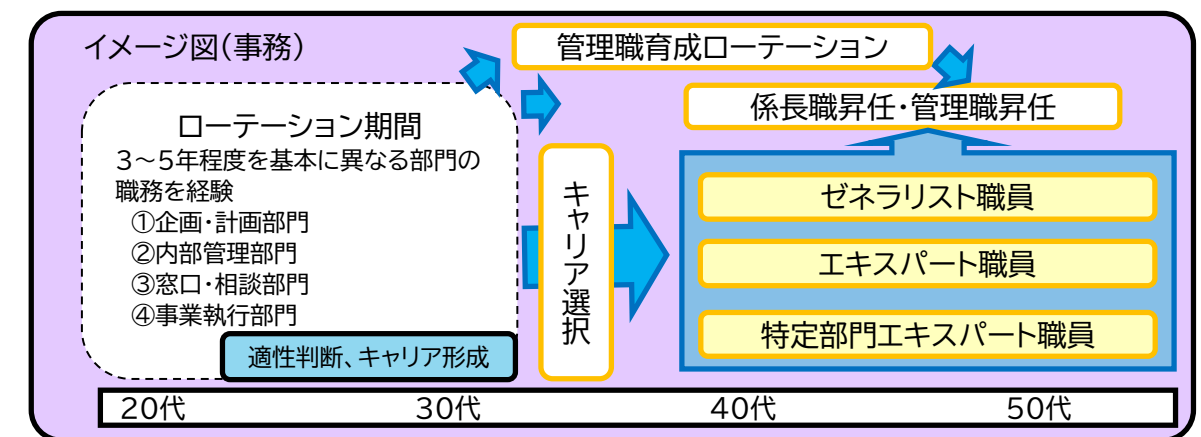 イメージ図(事務)
管理職育成ローテーション
係長職昇任・管理職昇任
ローテーション期間
3~5年程度を基本に異なる部門の
職務を経験
①企画・計画部門
②内部管理部門
③窓口・相談部門
④事業執行部門
適性判断、キャリア形成
キャリア選択
ゼネラリスト職員
エキスパート職員
特定部門エキスパート職員
20代 30代 40代 50代